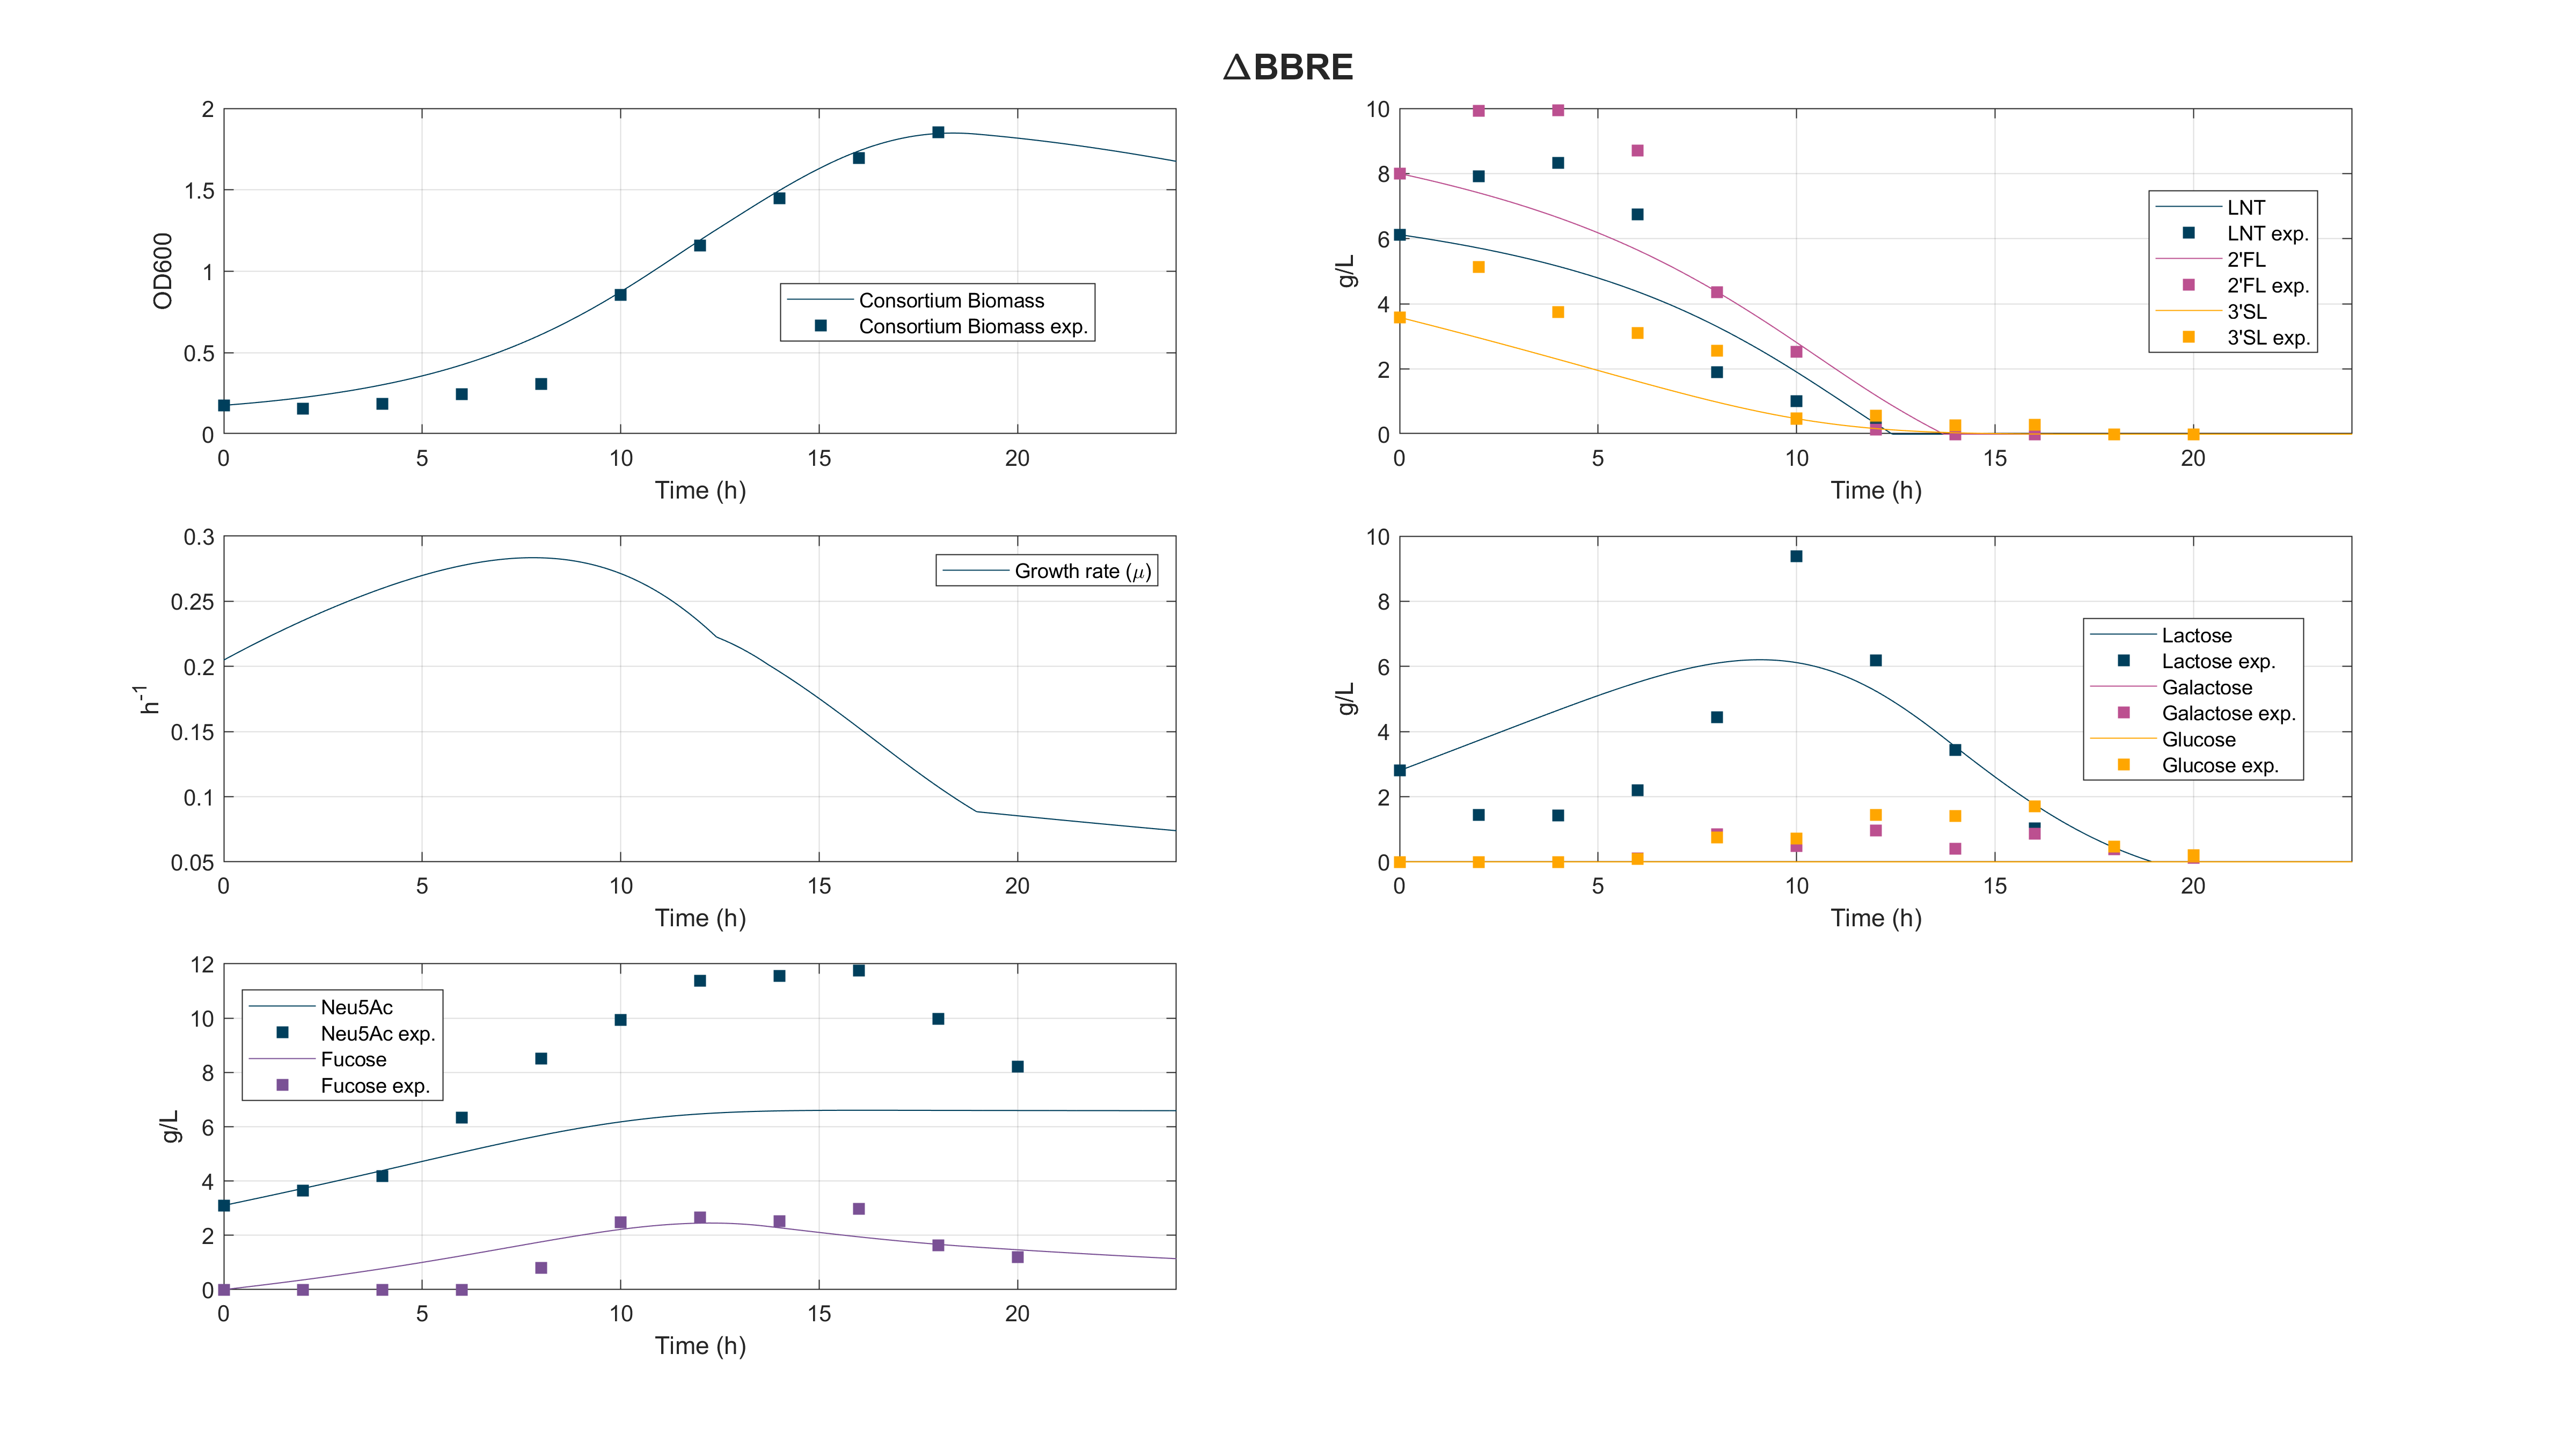 ΔBBRE
2
1.5
1
0.5
0
OD600
0 5 10 15 20
Time (h)
Consortium Biomass
Consortium Biomass exp.
10
8
6
4
2
0
g/L
0 5 10 15 20
Time (h)
LNT
LNT exp.
2'FL
2'FL exp.
3'SL
3'SL exp.
0.3
0.25
0.2
0.15
0.1
0.05
h-1
0 5 10 15 20
Time (h)
Growth rate (μ)
10
8
6
4
2
0
g/L
0 5 10 15 20
Time (h)
Lactose
Lactose exp.
Galactose
Galactose exp.
Glucose
Glucose exp.
12
10
8
6
4
2
0
g/L
0 5 10 15 20
Time (h)
Neu5Ac
Neu5Ac exp.
Fucose
Fucose exp.